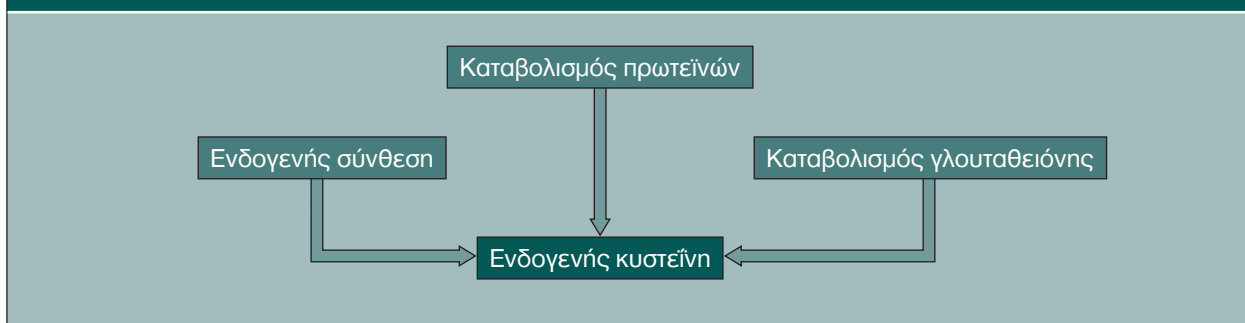 Καταβολισμός πρωτεϊνών
Ενδογενής σύνθεση
Καταβολισμός γλουταθειόνης
Ενδογενής κυστεΐνη